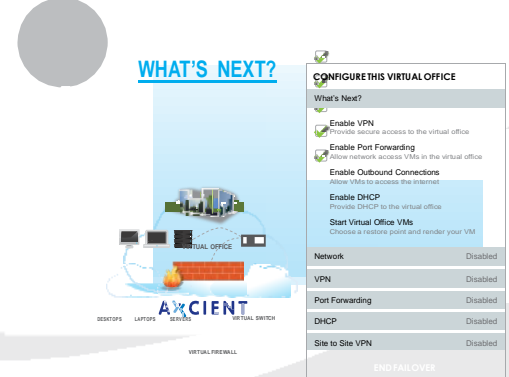 WHAT'S NEXT?
CONFIGURE THIS VIRTUAL OFFICE
What's Next?
Enable VPN
Provide secure access to the virtual office
Enable Port Forwarding
Allow network access VMs in the virtual office
Enable Outbound Connections
Allow VMs to access the internet
Enable DHCP
Provide DHCP to the virtual office
Start Virtual Office VMs
Choose a restore point and render your VM
VIRTUAL OFFICE
Network Disabled
VPN Disabled
Port Forwarding Disabled
DHCP Disabled
Site to Site VPN Disabled
AXCIENT
DESKTOPS LAPTOPS SERVERS VIRTUAL SWITCH
VIRTUAL FIREWALL
END FAILOVER